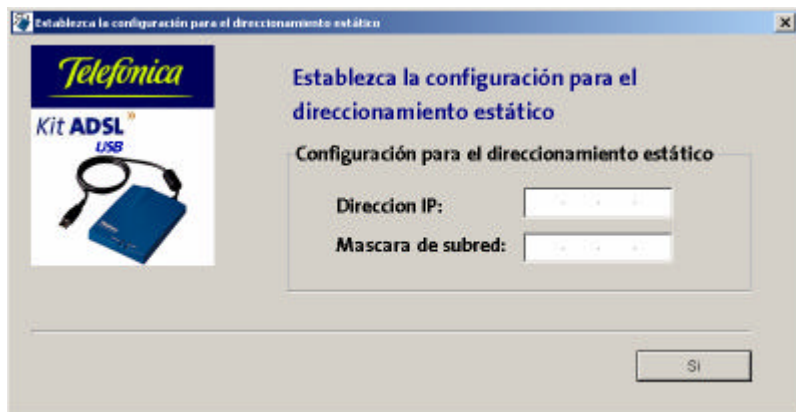 Establezca la configuración para el direccionamiento estático
Telefónica
Kit ADSL
USB
Establezca la configuración para el
direccionamiento estático
Configuración para el direccionamiento estático
Direccion IP:
Mascara de subred:
Si